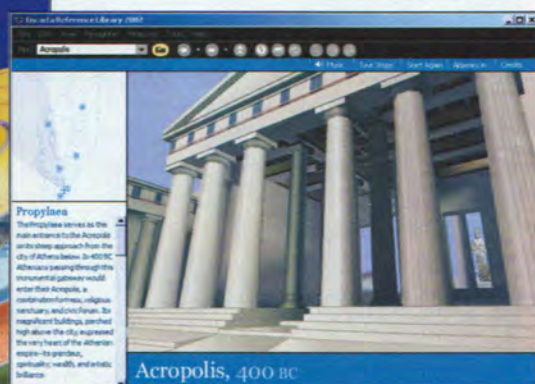 Encarta Reference Library 2002
Acropolis
Go
Music Tour Stops Start Again Appears in Credits
Propylaea
The Propylaea serves as the
main entrance to the Acropolis
on its steep approach from the
city of Athens below. In 400 BC
Athenians passing through this
monumental gateway would
enter their Acropolis, a
combination fortress, religious
sanctuary, and civic forum. Its
magnificent buildings, perched
high above the city, expressed
the very heart of the Athenian
empire—its grandeur,
spirituality, wealth, and artistic
brilliance.
Acropolis, 400 BC